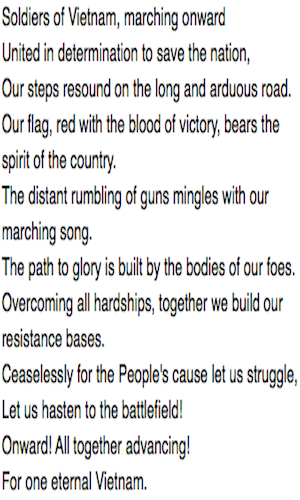 Soldiers of Vietnam, marching onward
United in determination to save the nation,
Our steps resound on the long and arduous road.
Our flag, red with the blood of victory, bears the
spirit of the country.
The distant rumbling of guns mingles with our
marching song.
The path to glory is built by the bodies of our foes.
Overcoming all hardships, together we build our
resistance bases.
Ceaselessly for the People's cause let us struggle,
Let us hasten to the battlefield!
Onward! All together advancing!
For one eternal Vietnam.